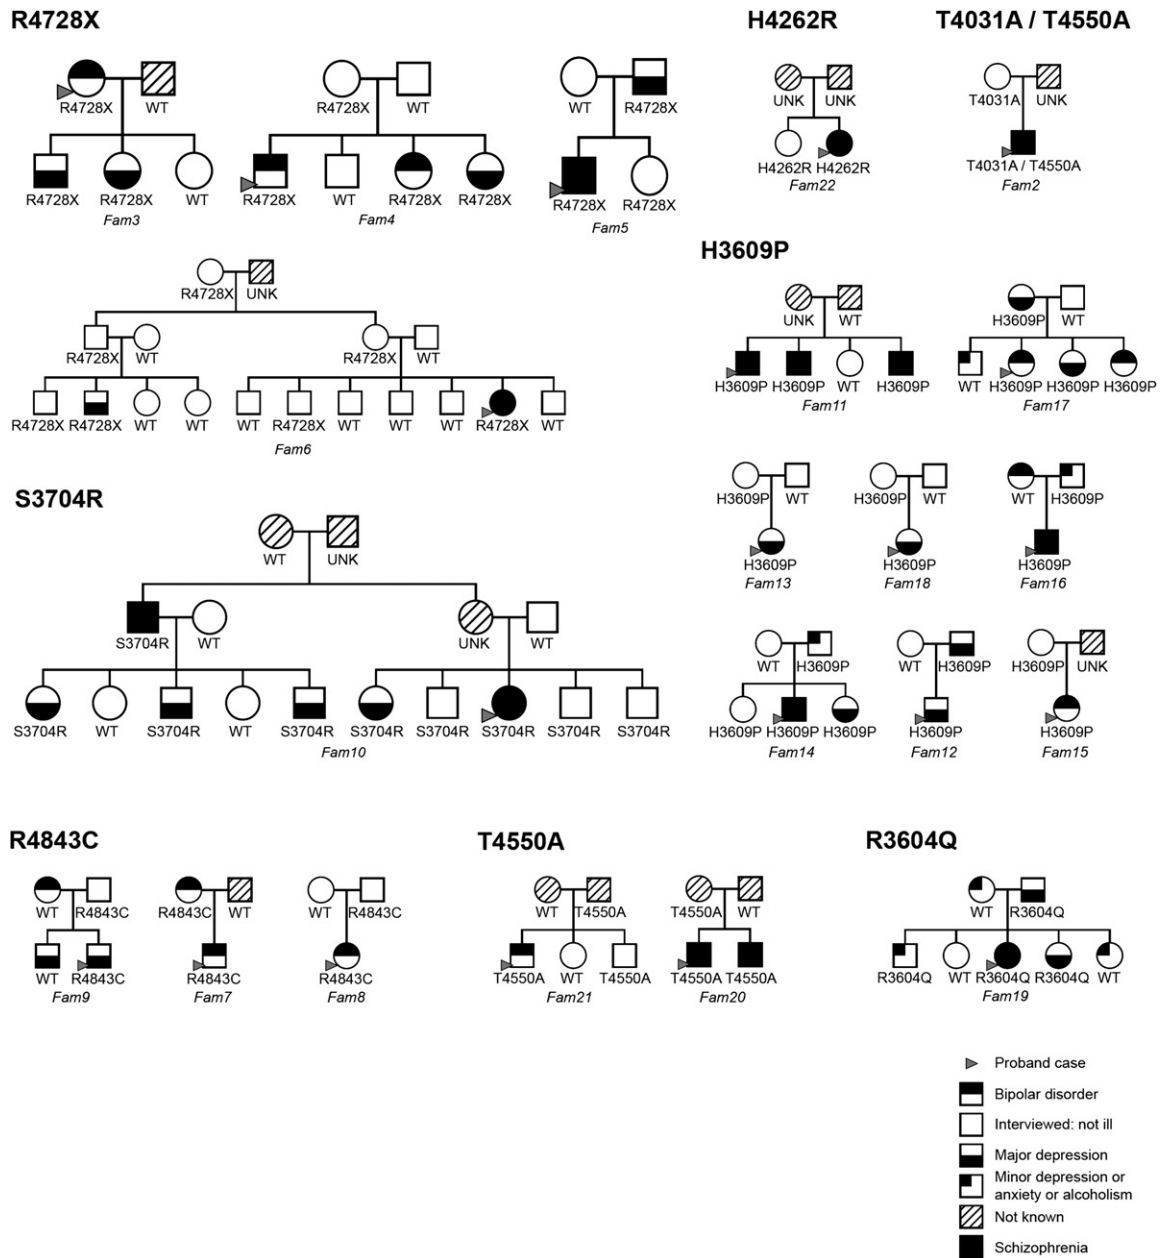 R4728X
H4262R
T4031A / T4550A
R4728X WT
R4728X WT
WT R4728X
UNK UNK
T4031A UNK
R4728X R4728X WT
Fam3
R4728X WT R4728X R4728X
Fam4
R4728X R4728X
Fam5
H4262R H4262R
Fam22
T4031A / T4550A
Fam2
R4728X UNK
R4728X WT R4728X WT
R4728X R4728X WT WT WT R4728X WT WT WT R4728X WT
Fam6
H3609P
UNK WT
H3609P WT
H3609P H3609P WT H3609P
Fam11
WT H3609P H3609P H3609P
Fam17
H3609P WT
H3609P WT
WT H3609P
H3609P
Fam13
H3609P
Fam18
H3609P
Fam16
WT H3609P
WT H3609P
H3609P UNK
H3609P H3609P H3609P
Fam14
H3609P
Fam12
H3609P
Fam15
S3704R
WT UNK
S3704R WT UNK WT
S3704R WT S3704R WT S3704R S3704R S3704R S3704R S3704R S3704R
Fam10
R4843C
WT R4843C
R4843C WT
WT R4843C
WT R4843C
Fam9
R4843C
Fam7
R4843C
Fam8
T4550A
WT T4550A
T4550A WT
T4550A WT T4550A
Fam21
T4550A T4550A
Fam20
R3604Q
WT R3604Q
R3604Q WT R3604Q R3604Q WT
Fam19
Proband case
Bipolar disorder
Interviewed: not ill
Major depression
Minor depression or
anxiety or alcoholism
Not known
Schizophrenia